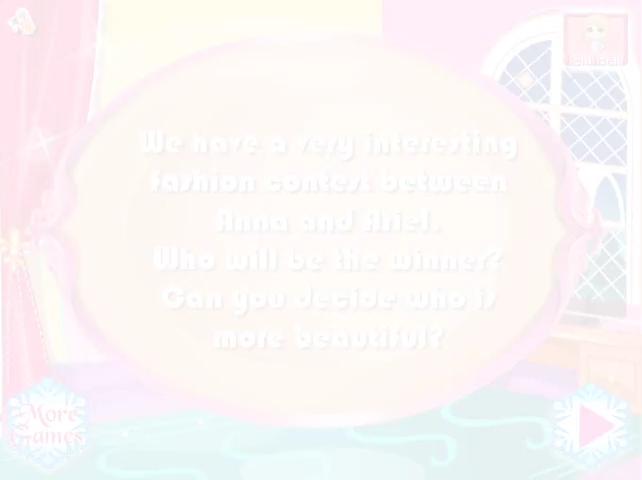 We have a very interesting
fashion contest between
Anna and Ariel.
Who will be the winner?
Can you decide who is
more beautiful?
More
Games